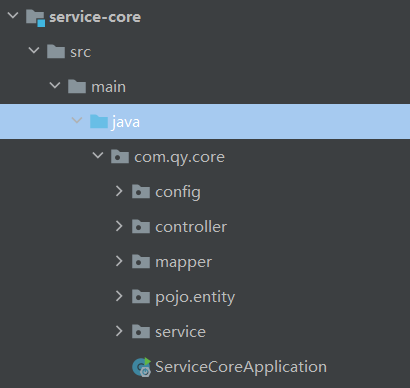 service-core
src
main
java
com.qy.core
config
controller
mapper
pojo.entity
service
ServiceCoreApplication